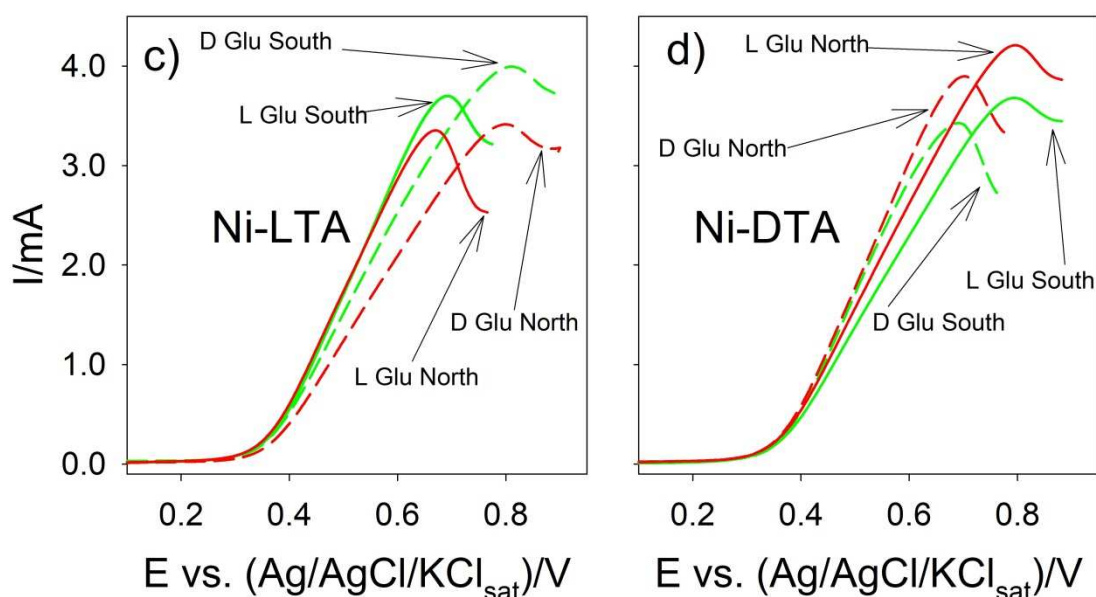 c)
D Glu South
L Glu South
Ni-LTA
D Glu North
L Glu North
I/mA
4.0
3.0
2.0
1.0
0.0
0.2 0.4 0.6 0.8
E vs. (Ag/AgCl/KCl_sat)/V
d)
L Glu North
D Glu North
Ni-DTA
L Glu South
D Glu South
0.2 0.4 0.6 0.8
E vs. (Ag/AgCl/KCl_sat)/V